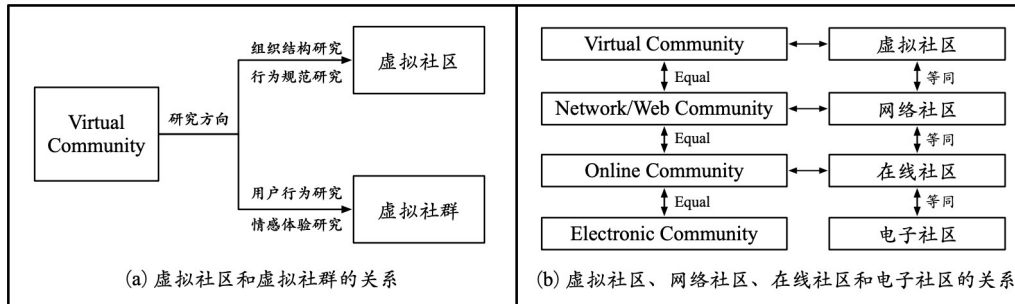 Virtual
Community
研究方向
组织结构研究
行为规范研究
虚拟社区
用户行为研究
情感体验研究
虚拟社群
(a) 虚拟社区和虚拟社群的关系
Virtual Community
虚拟社区
Equal
等同
Network/Web Community
网络社区
Equal
等同
Online Community
在线社区
Equal
等同
Electronic Community
电子社区
(b) 虚拟社区、网络社区、在线社区和电子社区的关系